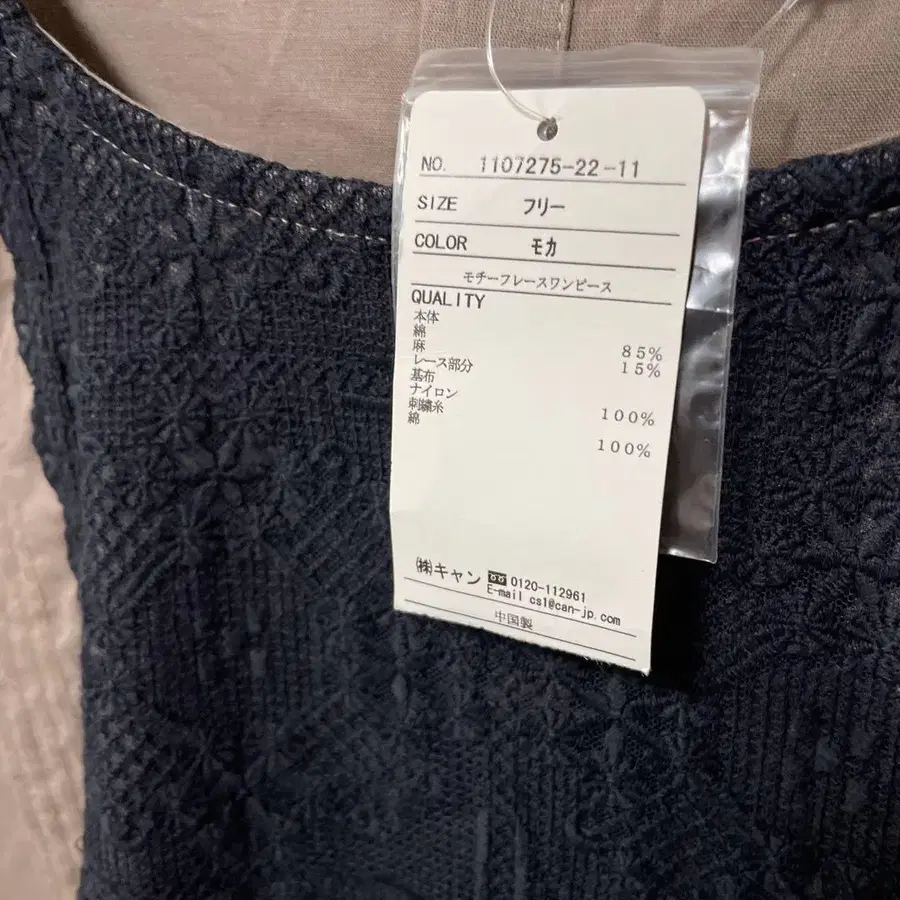 NO. 1107275-22-11
SIZE フリー
COLOR モカ
モチーフレースワンピース
QUALITY
本体
綿 85%
麻 15%
レース部分
基布
ナイロン 100%
刺繍糸
綿 100%
㈱キャン 0120-112961
E-mail cs1@can-jp.com
中国製